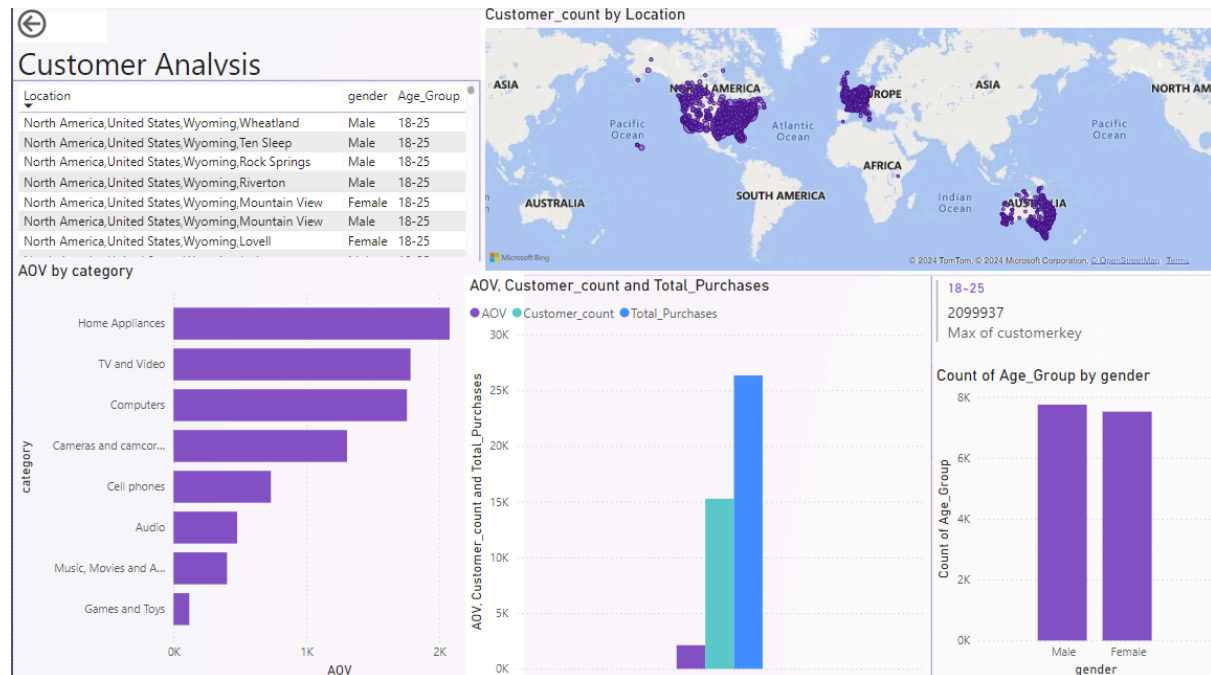 Customer Analysis
Location gender Age_Group
North America,United States,Wyoming,Wheatland Male 18-25
North America,United States,Wyoming,Ten Sleep Male 18-25
North America,United States,Wyoming,Rock Springs Male 18-25
North America,United States,Wyoming,Riverton Male 18-25
North America,United States,Wyoming,Mountain View Female 18-25
North America,United States,Wyoming,Mountain View Male 18-25
North America,United States,Wyoming,Lovell Female 18-25
Customer_count by Location
ASIA
AMERICA
ASIA
NORTH AM
Pacific
Ocean
Atlantic
Ocean
Pacific
Ocean
AFRICA
SOUTH AMERICA
AUSTRALIA
Indian
Ocean
Microsoft Bing
© 2024 TomTom, © 2024 Microsoft Corporation, © OpenStreetMap Terms
AOV by category
category
Home Appliances
TV and Video
Computers
Cameras and camcor...
Cell phones
Audio
Music, Movies and A...
Games and Toys
0K 1K 2K
AOV
AOV, Customer_count and Total_Purchases
AOV Customer_count Total_Purchases
AOV, Customer_count and Total_Purchases
30K
25K
20K
15K
10K
5K
0K
18-25
2099937
Max of customerkey
Count of Age_Group by gender
Count of Age_Group
8K
6K
4K
2K
0K
Male Female
gender